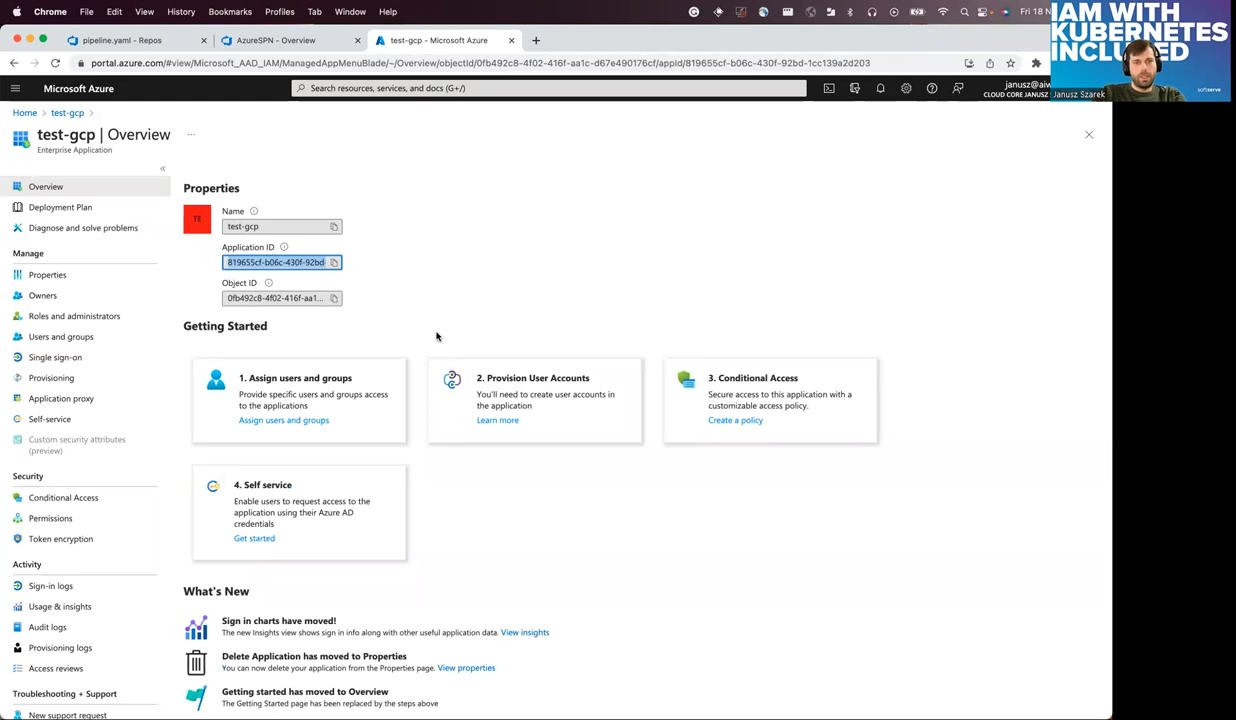 Chrome File Edit View History Bookmarks Profiles Tab Window Help
Fri 18 N
pipeline.yaml - Repos
AzureSPN - Overview
test-gcp - Microsoft Azure
portal.azure.com/#view/Microsoft_AAD_IAM/ManagedAppMenuBlade/~/Overview/objectId/0fb492c8-4f02-416f-aa1c-d67e490176cf/appId/819655cf-b06c-430f-92bd-1cc139a2d203
IAM WITH
KUBERNETES
INCLUDED
softserve
Janusz Szarek
Microsoft Azure
Search resources, services, and docs (G+/)
janusz@aiw
CLOUD CORE JANUSZ
Home > test-gcp >
test-gcp | Overview ...
Enterprise Application
«
Overview
Deployment Plan
Diagnose and solve problems
Manage
Properties
Owners
Roles and administrators
Users and groups
Single sign-on
Provisioning
Application proxy
Self-service
Custom security attributes
(preview)
Security
Conditional Access
Permissions
Token encryption
Activity
Sign-in logs
Usage & insights
Audit logs
Provisioning logs
Access reviews
Troubleshooting + Support
New support request
Properties
TE
Name
test-gcp
Application ID
819655cf-b06c-430f-92bd-
Object ID
0fb492c8-4f02-416f-aa1...
Getting Started
1. Assign users and groups
Provide specific users and groups access
to the applications
Assign users and groups
2. Provision User Accounts
You'll need to create user accounts in
the application
Learn more
3. Conditional Access
Secure access to this application with a
customizable access policy.
Create a policy
4. Self service
Enable users to request access to the
application using their Azure AD
credentials
Get started
What's New
Sign in charts have moved!
The new Insights view shows sign in info along with other useful application data. View insights
Delete Application has moved to Properties
You can now delete your application from the Properties page. View properties
Getting started has moved to Overview
The Getting Started page has been replaced by the steps above